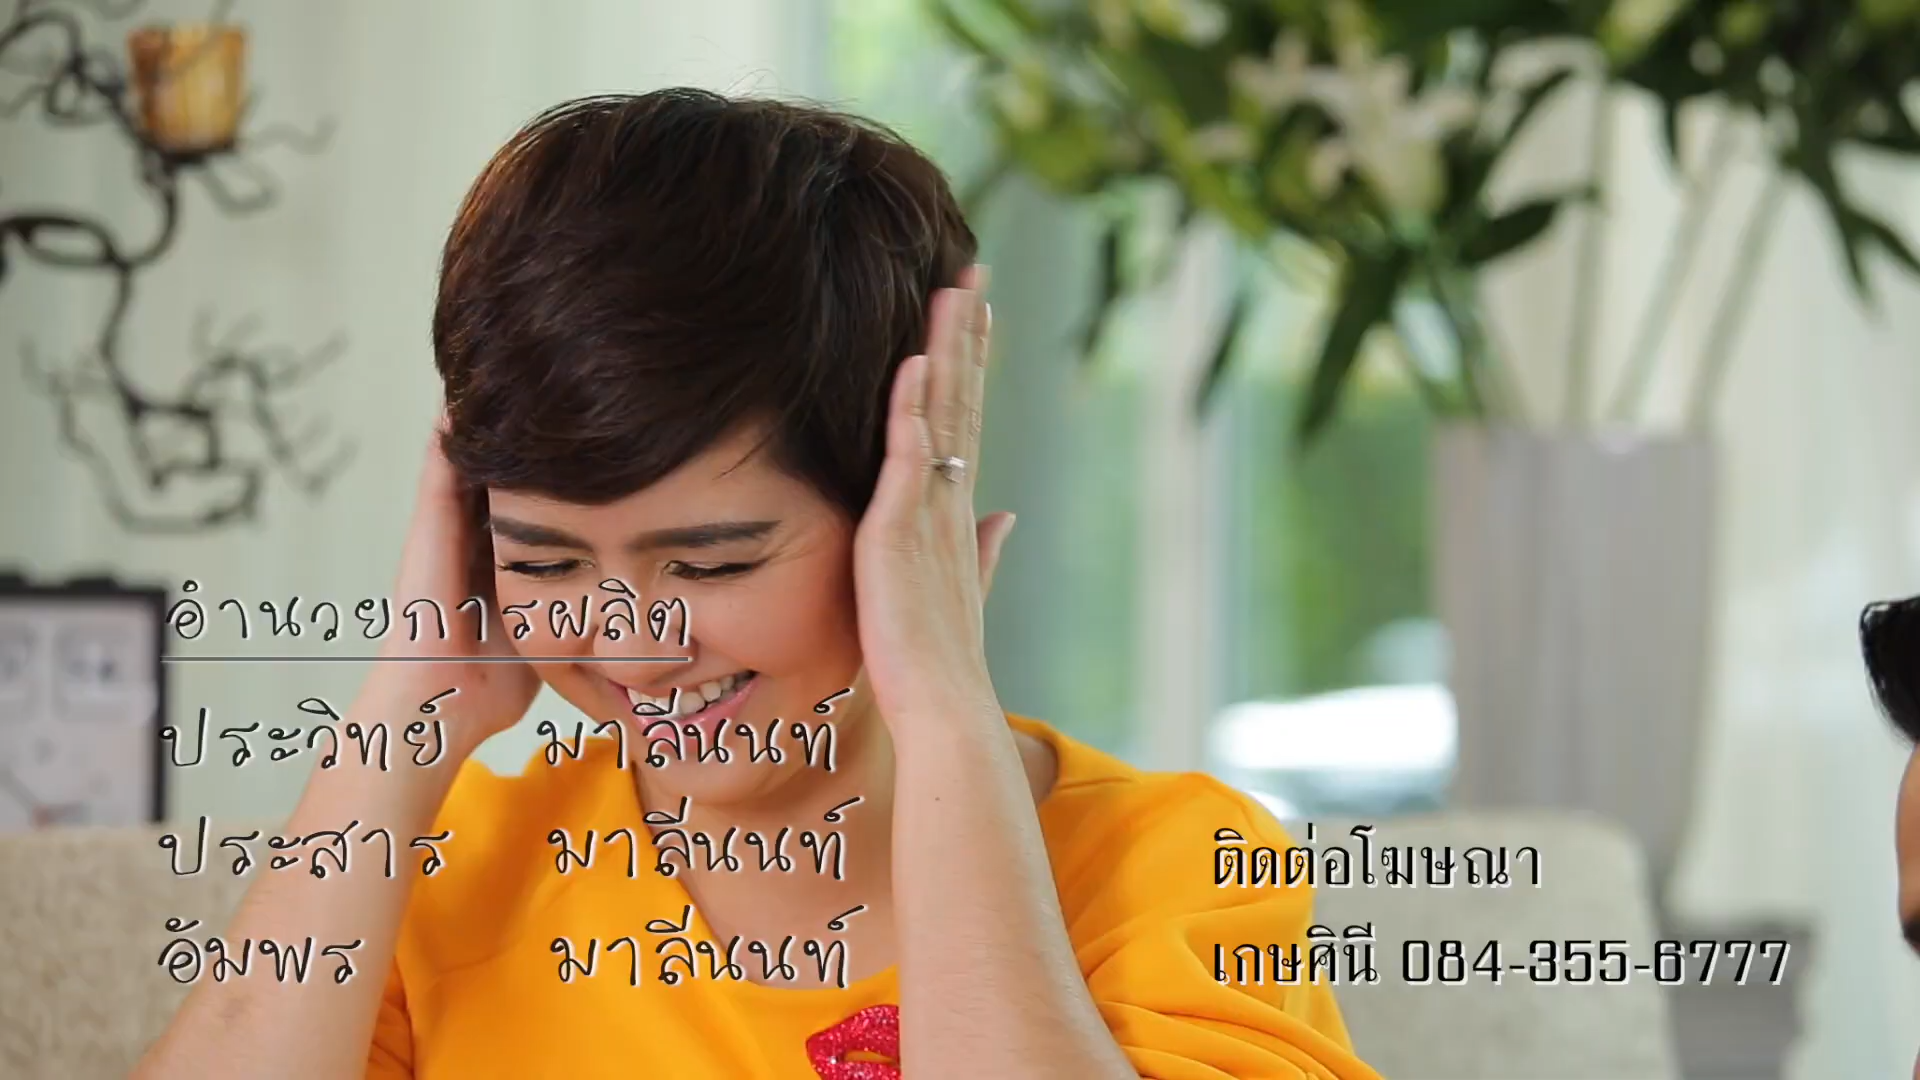 อำนวยการผลิต
ประวิทย์ มาลีนนท์
ประสาร มาลีนนท์
อัมพร มาลีนนท์
ติดต่อโฆษณา
เกษศินี 084-355-6777